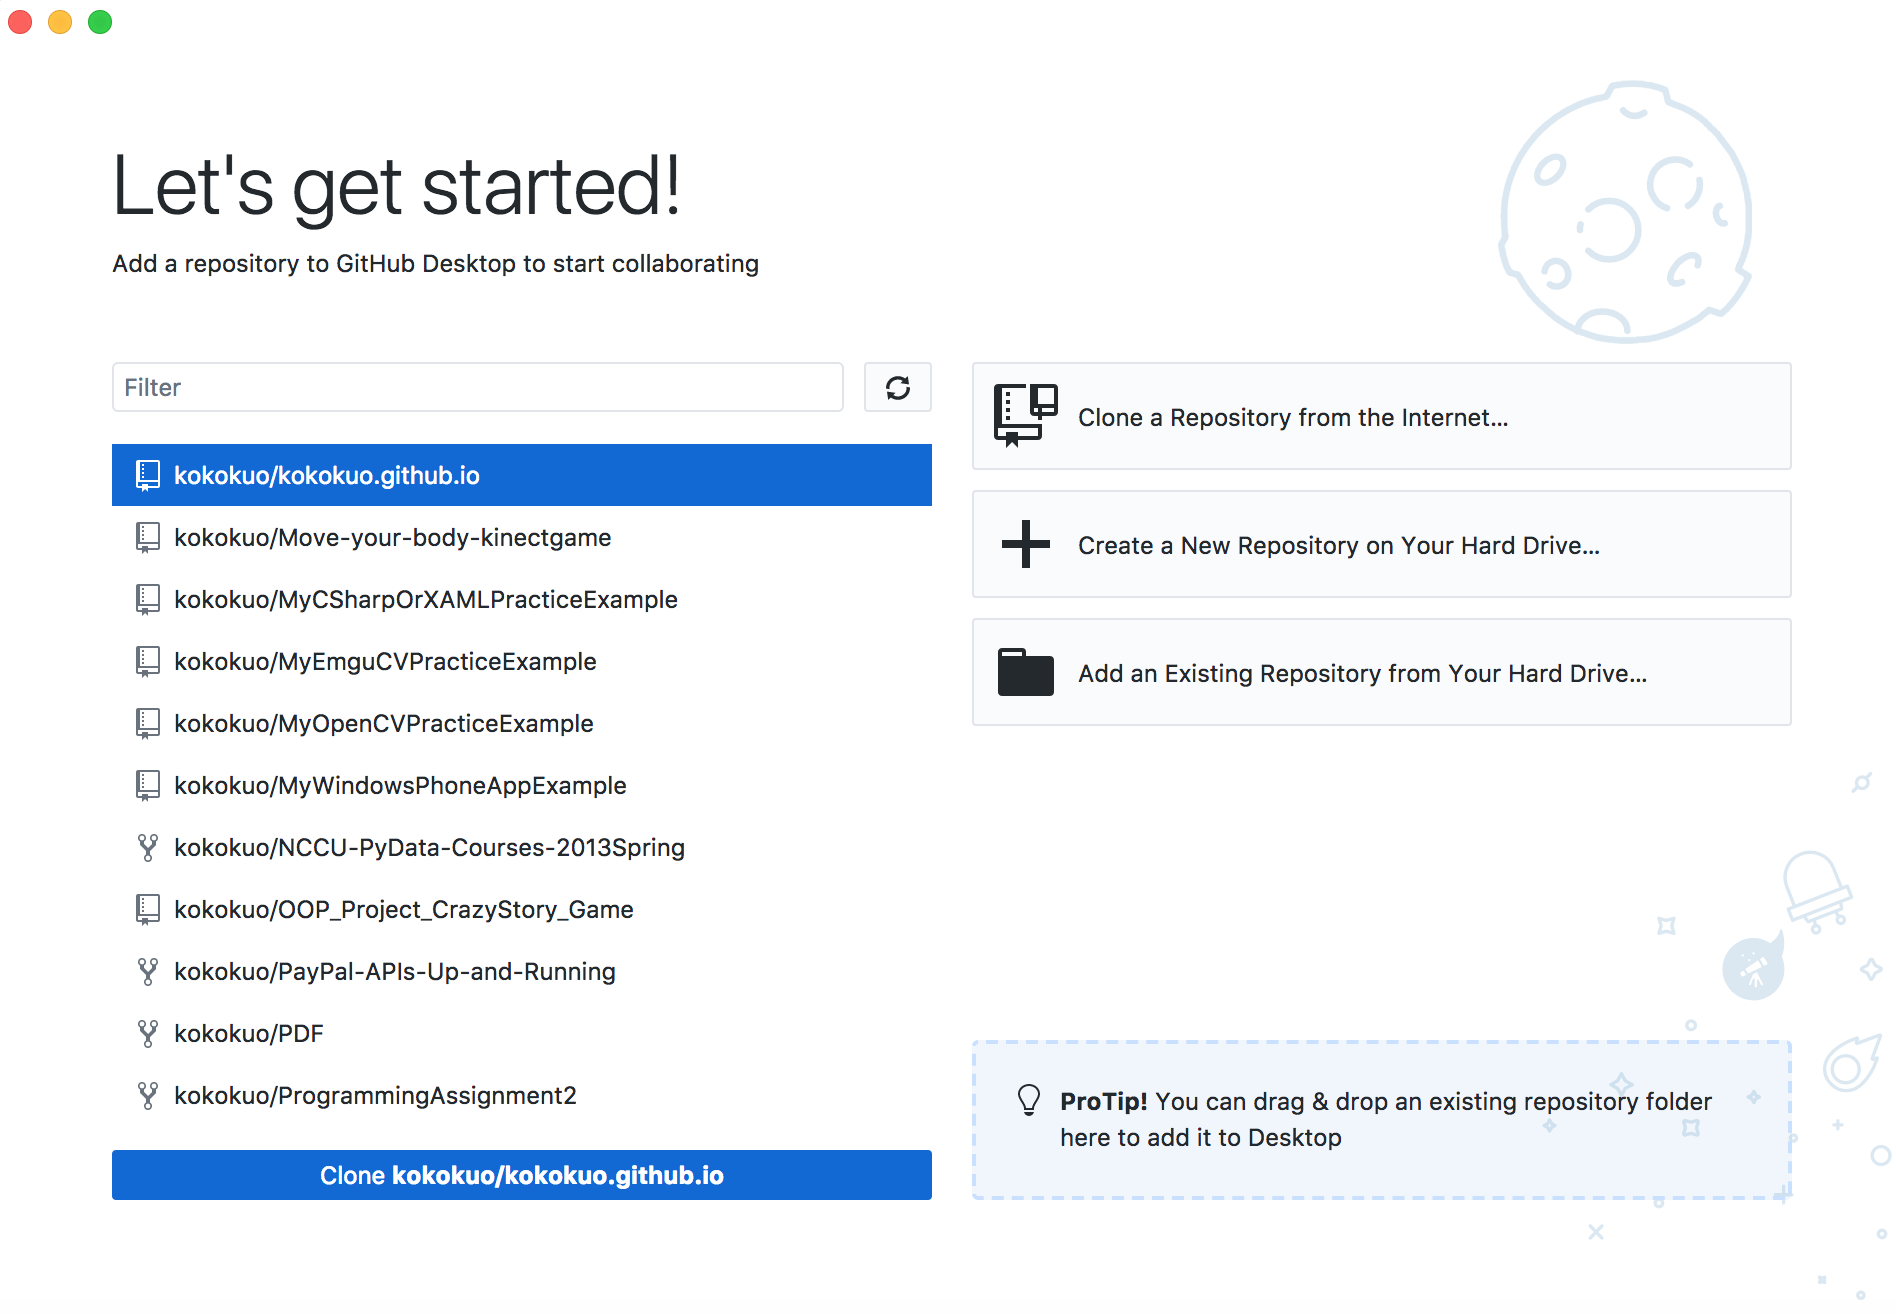 Let's get started!
Add a repository to GitHub Desktop to start collaborating
Filter
kokokuo/kokokuo.github.io
kokokuo/Move-your-body-kinectgame
kokokuo/MyCSharpOrXAMLPracticeExample
kokokuo/MyEmguCVPracticeExample
kokokuo/MyOpenCVPracticeExample
kokokuo/MyWindowsPhoneAppExample
kokokuo/NCCU-PyData-Courses-2013Spring
kokokuo/OOP_Project_CrazyStory_Game
kokokuo/PayPal-APIs-Up-and-Running
kokokuo/PDF
kokokuo/ProgrammingAssignment2
Clone kokokuo/kokokuo.github.io
Clone a Repository from the Internet...
Create a New Repository on Your Hard Drive...
Add an Existing Repository from Your Hard Drive...
ProTip! You can drag & drop an existing repository folder
here to add it to Desktop